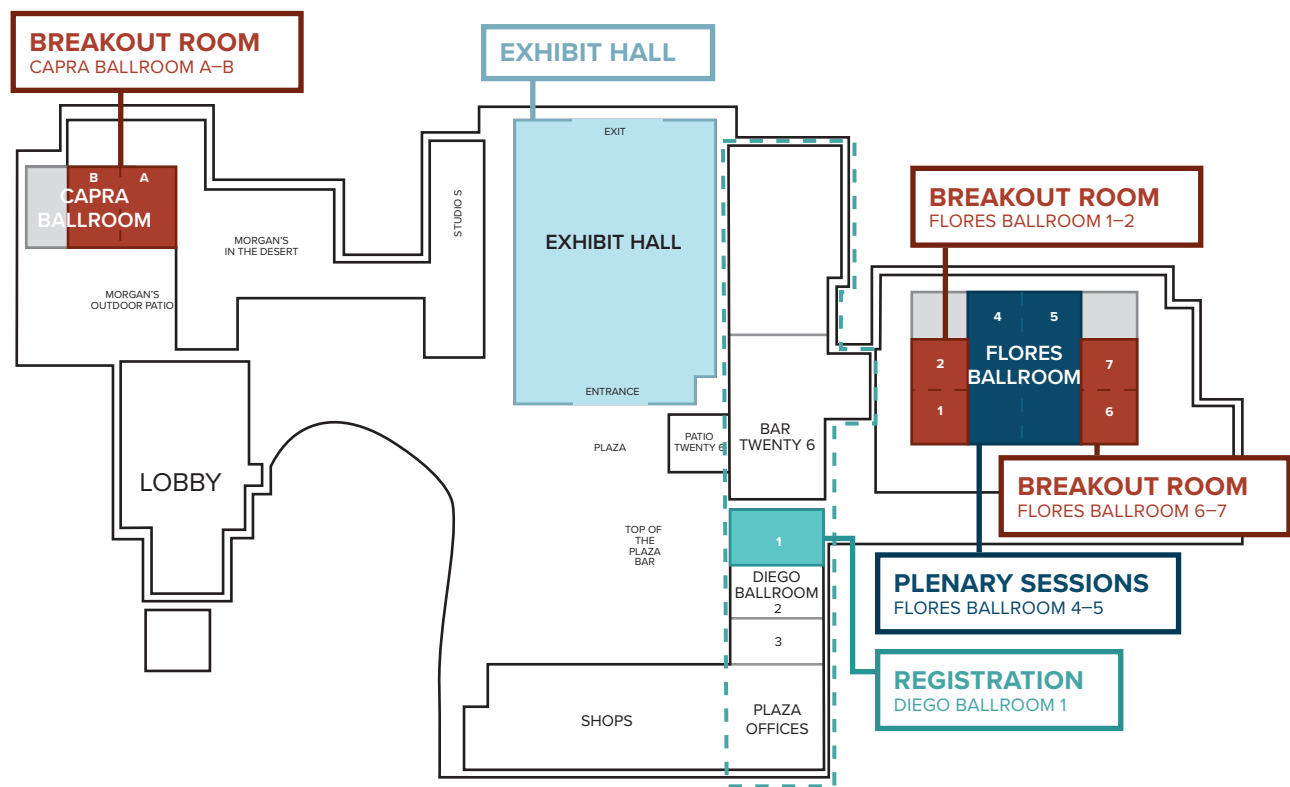 BREAKOUT ROOM
CAPRA BALLROOM A–B
EXHIBIT HALL
EXIT
B
A
CAPRA
BALLROOM
MORGAN'S
IN THE DESERT
MORGAN'S
OUTDOOR PATIO
STUDIO S
EXHIBIT HALL
ENTRANCE
BREAKOUT ROOM
FLORES BALLROOM 1–2
4
5
FLORES
BALLROOM
2
1
7
6
LOBBY
PLAZA
PATIO
TWENTY 6
BAR
TWENTY 6
BREAKOUT ROOM
FLORES BALLROOM 6–7
TOP OF
THE
PLAZA
BAR
1
DIEGO
BALLROOM
2
3
PLENARY SESSIONS
FLORES BALLROOM 4–5
REGISTRATION
DIEGO BALLROOM 1
SHOPS
PLAZA
OFFICES